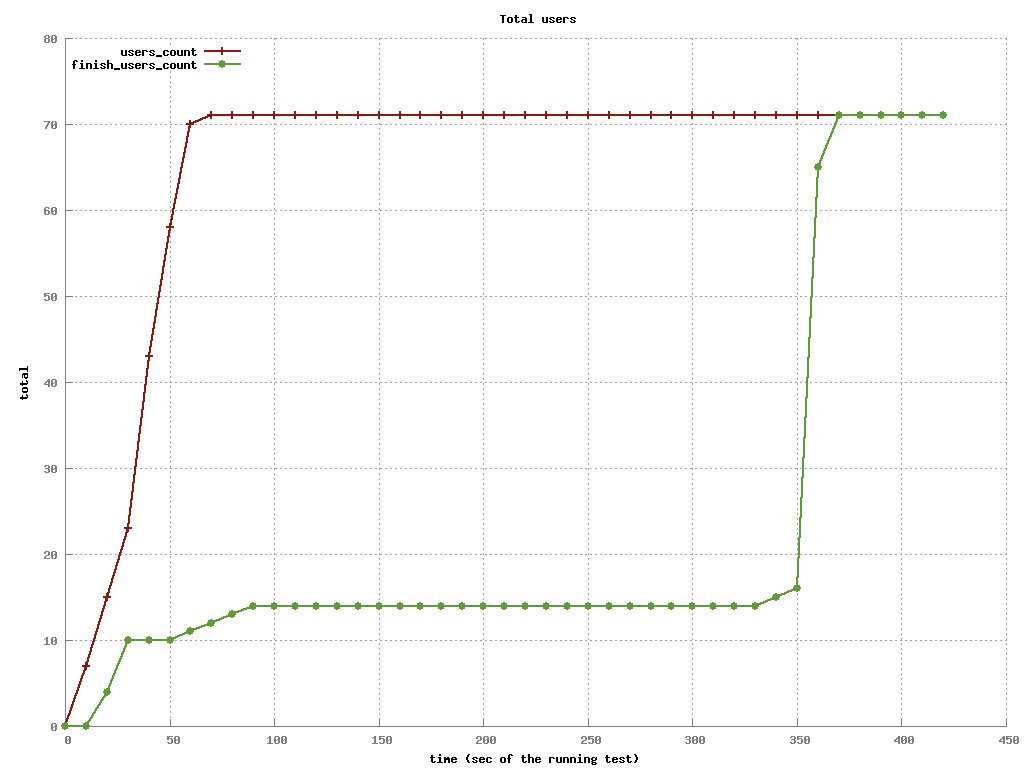 Total users
users_count
finish_users_count
80
70
60
50
40
30
20
10
0
total
0 50 100 150 200 250 300 350 400 450
time (sec of the running test)